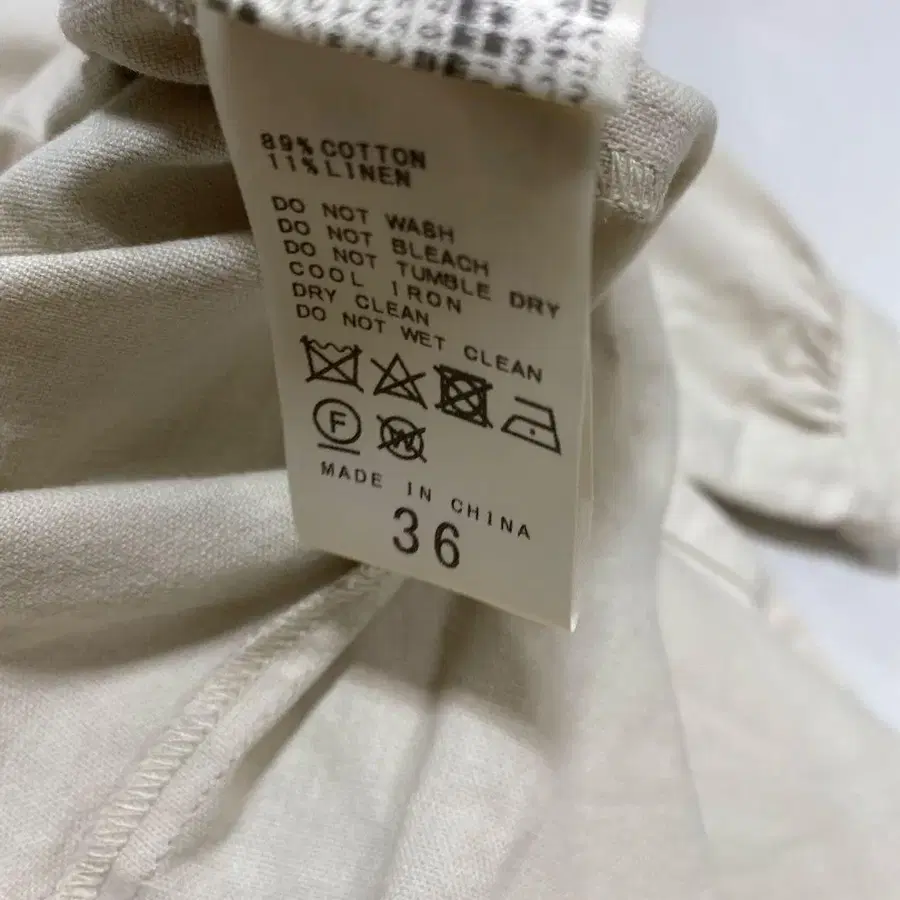 89% COTTON
11% LINEN
DO NOT WASH
DO NOT BLEACH
DO NOT TUMBLE DRY
COOL IRON
DRY CLEAN
DO NOT WET CLEAN
F
W
MADE IN CHINA
36